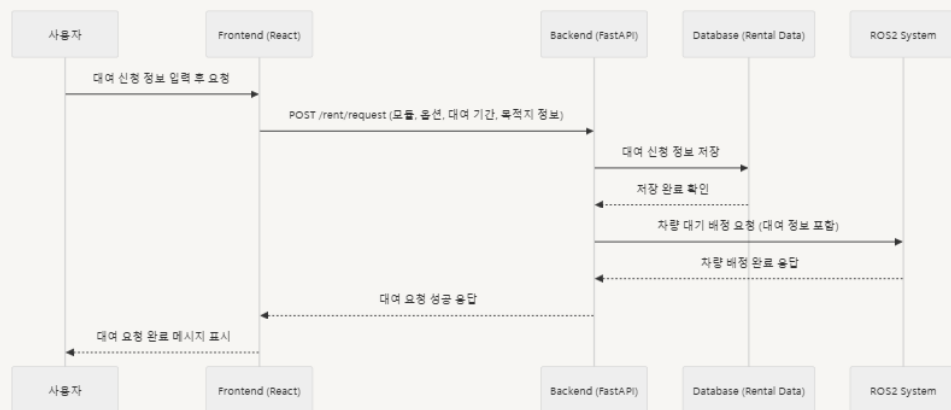 사용자
Frontend (React)
Backend (FastAPI)
Database (Rental Data)
ROS2 System
대여 신청 정보 입력 후 요청
POST /rent/request (모듈, 옵션, 대여 기간, 목적지 정보)
대여 신청 정보 저장
저장 완료 확인
차량 대기 배정 요청 (대여 정보 포함)
차량 배정 완료 응답
대여 요청 성공 응답
대여 요청 완료 메시지 표시
사용자
Frontend (React)
Backend (FastAPI)
Database (Rental Data)
ROS2 System